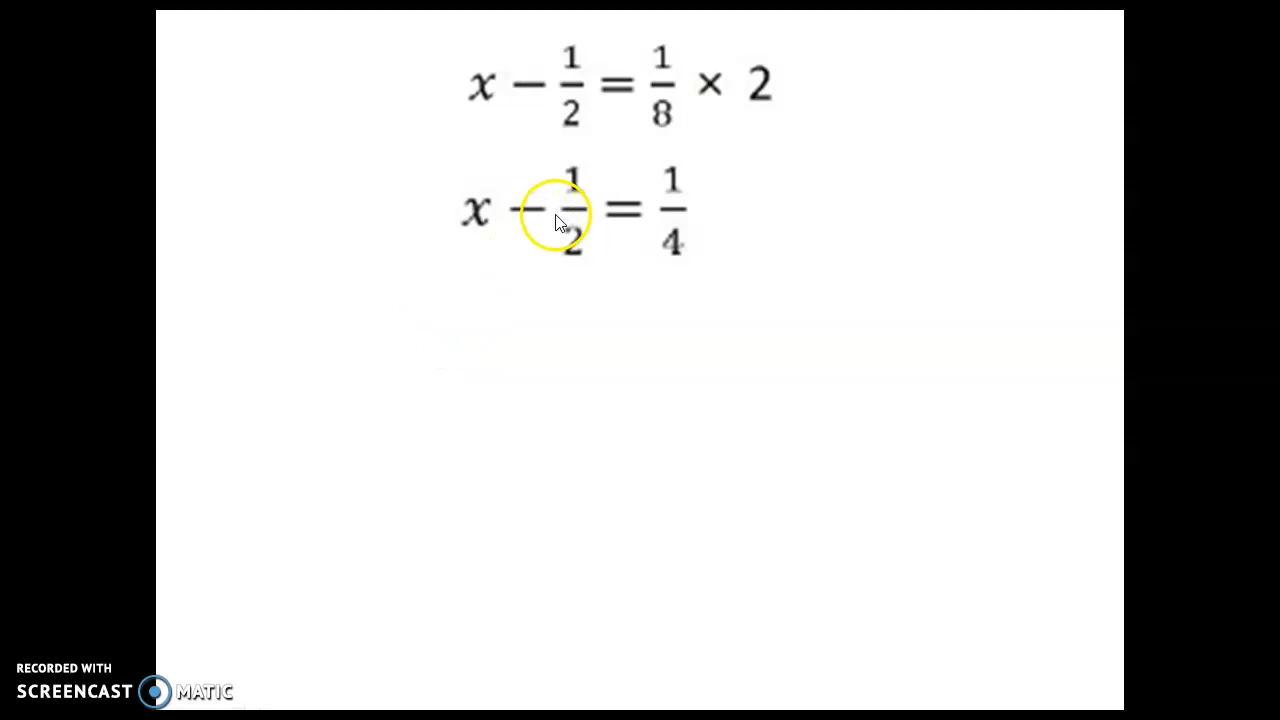 x − 1/2 = 1/8 × 2
x − 1/2 = 1/4
RECORDED WITH
SCREENCAST MATIC